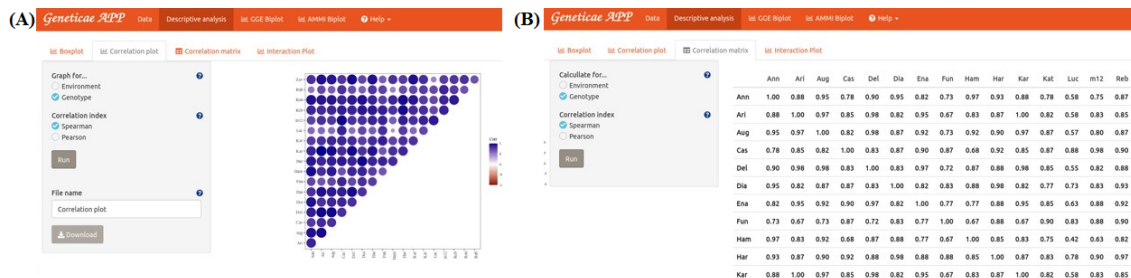 (A)
Geneticae APP Data Descriptive analysis GGE Biplot AMMI Biplot Help
Boxplot Correlation plot Correlation matrix Interaction Plot
Graph for...
Environment
Genotype
Correlation index
Spearman
Pearson
Run
File name
Correlation plot
Download
(B)
Geneticae APP Data Descriptive analysis GGE Biplot AMMI Biplot Help
Boxplot Correlation plot Correlation matrix Interaction Plot
Calculate for...
Environment
Genotype
Correlation index
Spearman
Pearson
Run
Ann Ari Aug Cas Del Dia Ena Fun Ham Har Kar Kat Luc m12 Reb
Ann 1.00 0.88 0.95 0.78 0.90 0.95 0.82 0.73 0.97 0.93 0.88 0.78 0.58 0.75 0.87
Ari 0.88 1.00 0.97 0.85 0.98 0.82 0.95 0.67 0.83 0.87 1.00 0.82 0.58 0.83 0.85
Aug 0.95 0.97 1.00 0.82 0.98 0.87 0.92 0.73 0.92 0.90 0.97 0.87 0.57 0.80 0.87
Cas 0.78 0.85 0.82 1.00 0.83 0.87 0.90 0.87 0.68 0.92 0.85 0.87 0.88 0.98 0.90
Del 0.90 0.98 0.98 0.83 1.00 0.83 0.97 0.72 0.87 0.88 0.98 0.85 0.55 0.82 0.88
Dia 0.95 0.82 0.87 0.87 0.83 1.00 0.82 0.83 0.88 0.98 0.82 0.77 0.73 0.83 0.93
Ena 0.82 0.95 0.92 0.90 0.97 0.82 1.00 0.77 0.77 0.88 0.95 0.85 0.63 0.88 0.92
Fun 0.73 0.67 0.73 0.87 0.72 0.83 0.77 1.00 0.67 0.88 0.67 0.90 0.83 0.88 0.90
Ham 0.97 0.83 0.92 0.68 0.87 0.88 0.77 0.67 1.00 0.85 0.83 0.75 0.42 0.63 0.82
Har 0.93 0.87 0.90 0.92 0.88 0.98 0.88 0.88 0.85 1.00 0.87 0.83 0.78 0.90 0.97
Kar 0.88 1.00 0.97 0.85 0.98 0.82 0.95 0.67 0.83 0.87 1.00 0.82 0.58 0.83 0.85